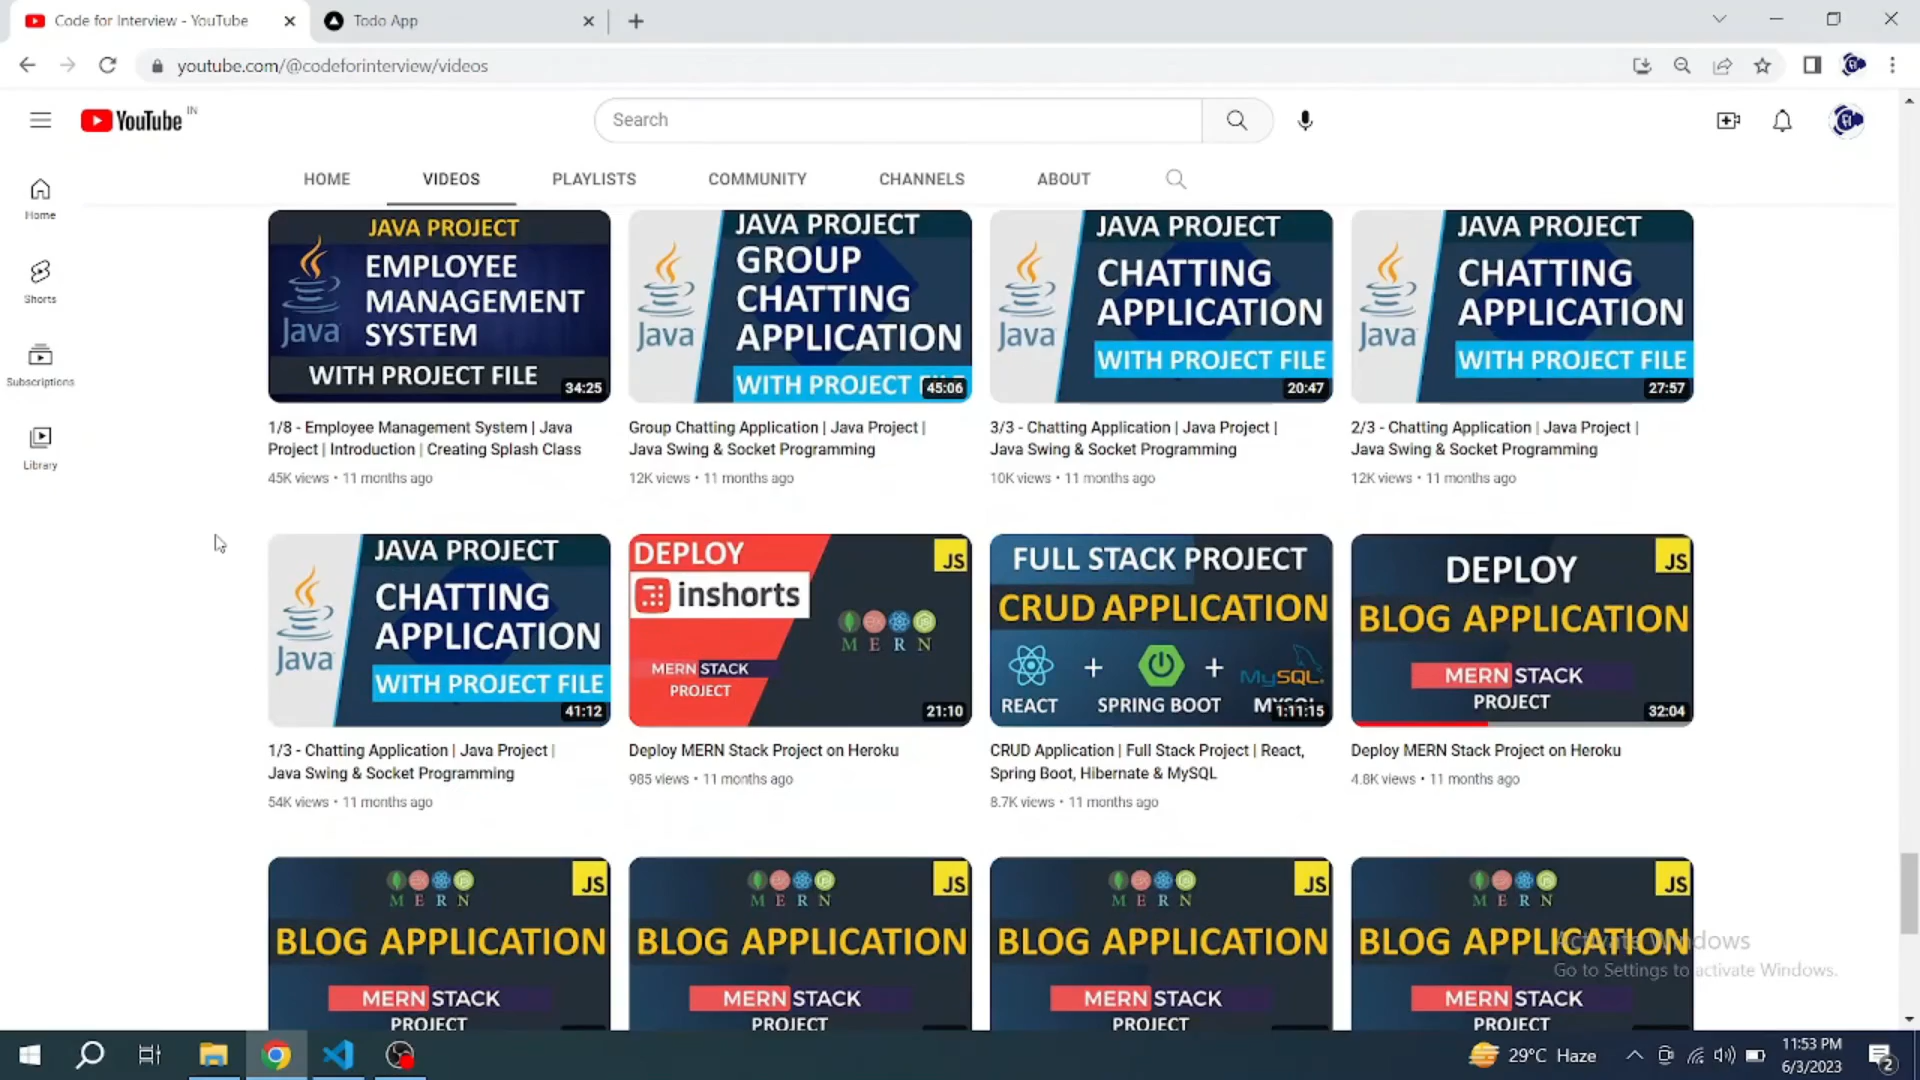 Code for Interview - YouTube
Todo App
youtube.com/@codeforinterview/videos
YouTube IN
Search
HOME VIDEOS PLAYLISTS COMMUNITY CHANNELS ABOUT
Home
Shorts
Subscriptions
Library
JAVA PROJECT
EMPLOYEE
MANAGEMENT
SYSTEM
Java
WITH PROJECT FILE
34:25
1/8 - Employee Management System | Java
Project | Introduction | Creating Splash Class
45K views • 11 months ago
JAVA PROJECT
GROUP
CHATTING
APPLICATION
Java
WITH PROJECT
45:06
Group Chatting Application | Java Project |
Java Swing & Socket Programming
12K views • 11 months ago
JAVA PROJECT
CHATTING
APPLICATION
Java
WITH PROJECT FILE
20:47
3/3 - Chatting Application | Java Project |
Java Swing & Socket Programming
10K views • 11 months ago
JAVA PROJECT
CHATTING
APPLICATION
Java
WITH PROJECT FILE
27:57
2/3 - Chatting Application | Java Project |
Java Swing & Socket Programming
12K views • 11 months ago
JAVA PROJECT
CHATTING
APPLICATION
Java
WITH PROJECT FILE
41:12
1/3 - Chatting Application | Java Project |
Java Swing & Socket Programming
54K views • 11 months ago
DEPLOY
JS
inshorts
M E R N
MERN STACK
PROJECT
21:10
Deploy MERN Stack Project on Heroku
985 views • 11 months ago
FULL STACK PROJECT
CRUD APPLICATION
+ + MySQL
REACT SPRING BOOT
1:11:15
CRUD Application | Full Stack Project | React,
Spring Boot, Hibernate & MySQL
8.7K views • 11 months ago
JS
DEPLOY
BLOG APPLICATION
MERN STACK
PROJECT
32:04
Deploy MERN Stack Project on Heroku
4.8K views • 11 months ago
JS
M E R N
BLOG APPLICATION
MERN STACK
PROJECT
JS
M E R N
BLOG APPLICATION
MERN STACK
PROJECT
JS
M E R N
BLOG APPLICATION
MERN STACK
PROJECT
JS
M E R N
BLOG APPLICATION
MERN STACK
PROJECT
Activate Windows
Go to Settings to activate Windows.
29°C Haze
11:53 PM
6/3/2023
2